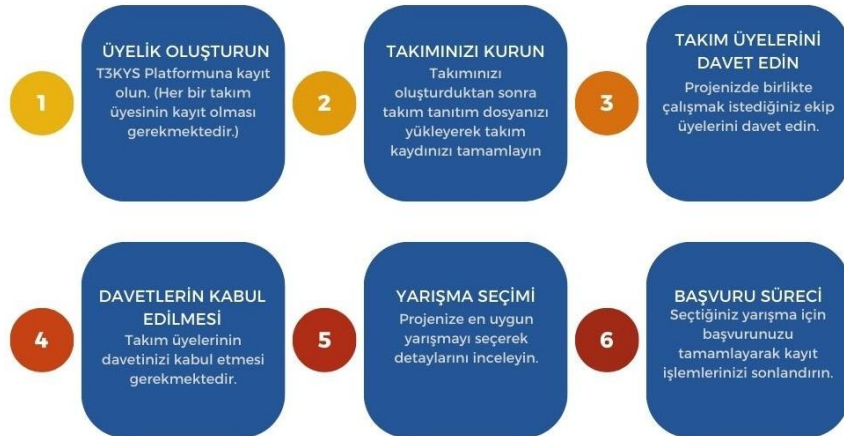 1
ÜYELİK OLUŞTURUN
T3KYS Platformuna kayıt
olun. (Her bir takım
üyesinin kayıt olması
gerekmektedir.)
2
TAKIMINIZI KURUN
Takımınızı
oluşturduktan sonra
takım tanıtım dosyanızı
yükleyerek takım
kaydınızı tamamlayın
3
TAKIM ÜYELERİNİ
DAVET EDİN
Projenizde birlikte
çalışmak istediğiniz ekip
üyelerini davet edin.
4
DAVETLERİN KABUL
EDİLMESİ
Takım üyelerinin
davetinizi kabul etmesi
gerekmektedir.
5
YARIŞMA SEÇİMİ
Projenize en uygun
yarışmayı seçerek
detaylarını inceleyin.
6
BAŞVURU SÜRECİ
Seçtiğiniz yarışma için
başvurunuzu
tamamlayarak kayıt
işlemlerinizi sonlandırın.